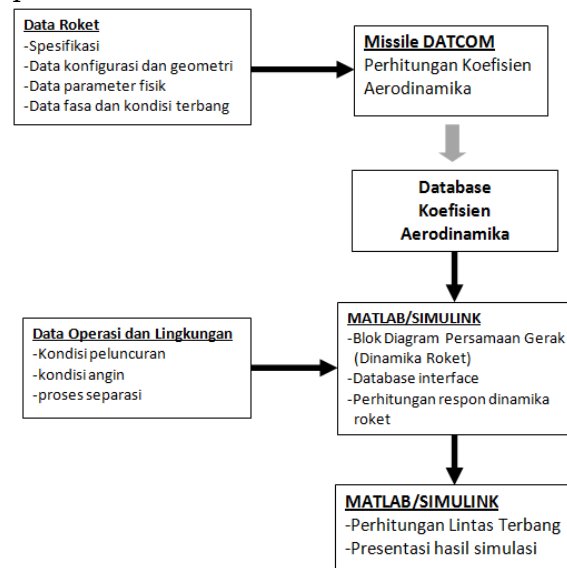 Data Roket
-Spesifikasi
-Data konfigurasi dan geometri
-Data parameter fisik
-Data fasa dan kondisi terbang
Missile DATCOM
Perhitungan Koefisien
Aerodinamika
Database
Koefisien
Aerodinamika
Data Operasi dan Lingkungan
-Kondisi peluncuran
-kondisi angin
-proses separasi
MATLAB/SIMULINK
-Blok Diagram Persamaan Gerak
(Dinamika Roket)
-Database interface
-Perhitungan respon dinamika
roket
MATLAB/SIMULINK
-Perhitungan Lintas Terbang
-Presentasi hasil simulasi